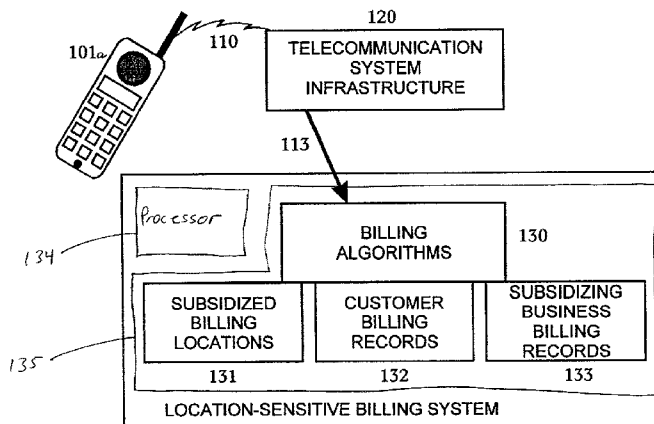 120
101a
110
TELECOMMUNICATION
SYSTEM
INFRASTRUCTURE
113
Processor
134
BILLING
ALGORITHMS
130
SUBSIDIZED
BILLING
LOCATIONS
CUSTOMER
BILLING
RECORDS
SUBSIDIZING
BUSINESS
BILLING
RECORDS
135
131
132
133
LOCATION-SENSITIVE BILLING SYSTEM